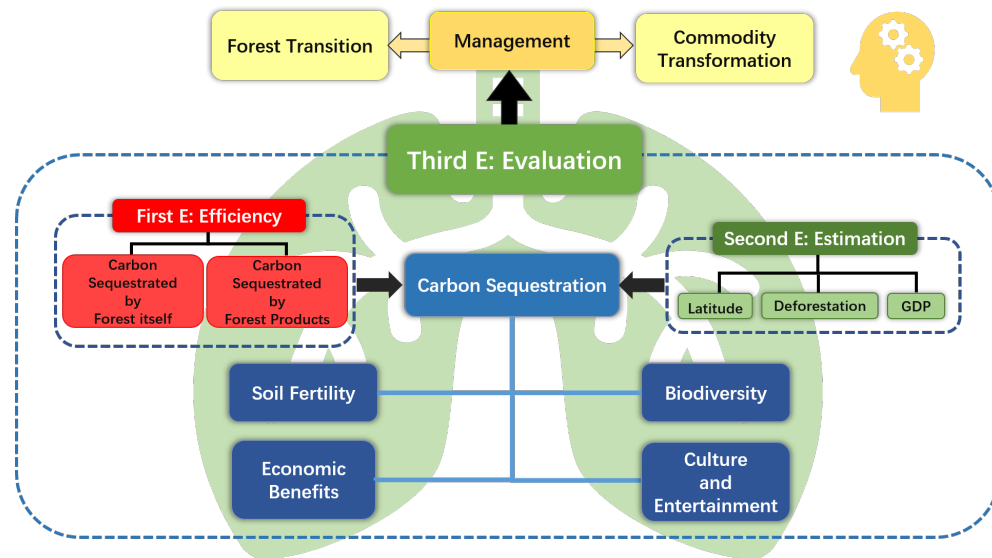 Forest Transition
Management
Commodity
Transformation
Third E: Evaluation
First E: Efficiency
Carbon
Sequestrated
by
Forest itself
Carbon
Sequestrated
by
Forest Products
Carbon Sequestration
Second E: Estimation
Latitude
Deforestation
GDP
Soil Fertility
Biodiversity
Economic
Benefits
Culture
and
Entertainment